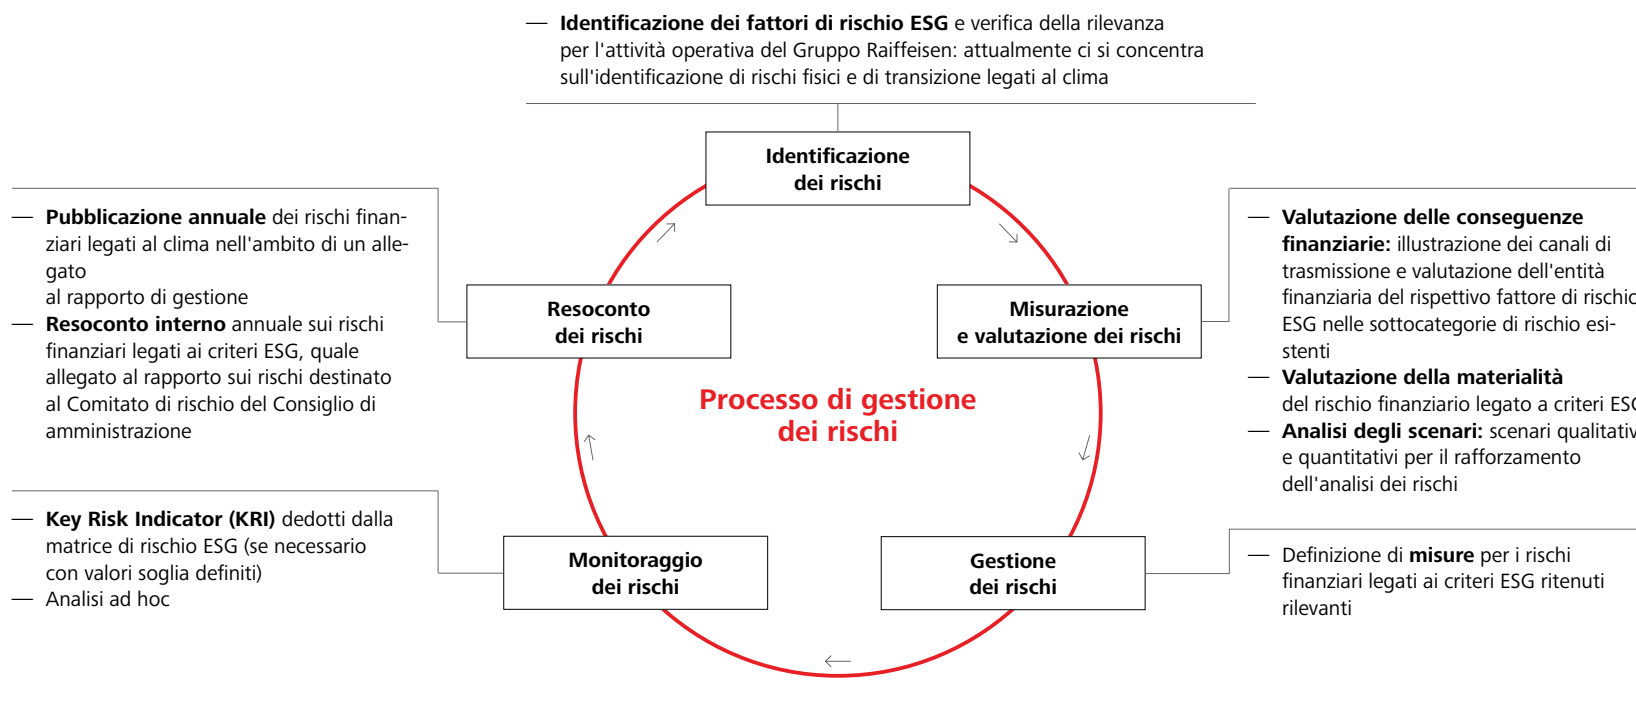 — Identificazione dei fattori di rischio ESG e verifica della rilevanza
per l'attività operativa del Gruppo Raiffeisen: attualmente ci si concentra
sull'identificazione di rischi fisici e di transizione legati al clima
Identificazione
dei rischi
— Pubblicazione annuale dei rischi finan-
ziari legati al clima nell'ambito di un alle-
gato
al rapporto di gestione
— Resoconto interno annuale sui rischi
finanziari legati ai criteri ESG, quale
allegato al rapporto sui rischi destinato
al Comitato di rischio del Consiglio di
amministrazione
Resoconto
dei rischi
Misurazione
e valutazione dei rischi
— Valutazione delle conseguenze
finanziarie: illustrazione dei canali di
trasmissione e valutazione dell'entità
finanziaria del rispettivo fattore di rischio
ESG nelle sottocategorie di rischio esi-
stenti
— Valutazione della materialità
del rischio finanziario legato a criteri ESG
— Analisi degli scenari: scenari qualitativ
e quantitativi per il rafforzamento
dell'analisi dei rischi
Processo di gestione
dei rischi
— Key Risk Indicator (KRI) dedotti dalla
matrice di rischio ESG (se necessario
con valori soglia definiti)
— Analisi ad hoc
Monitoraggio
dei rischi
Gestione
dei rischi
— Definizione di misure per i rischi
finanziari legati ai criteri ESG ritenuti
rilevanti